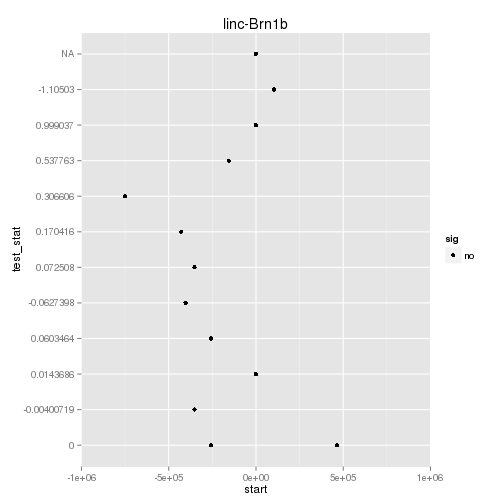 linc-Brn1b
NA
-1.10503
0.999037
0.537763
0.306606
0.170416
0.072508
-0.0627398
0.0603464
0.0143686
-0.00400719
0
test_stat
-1e+06
-5e+05
0e+00
5e+05
1e+06
start
sig
no